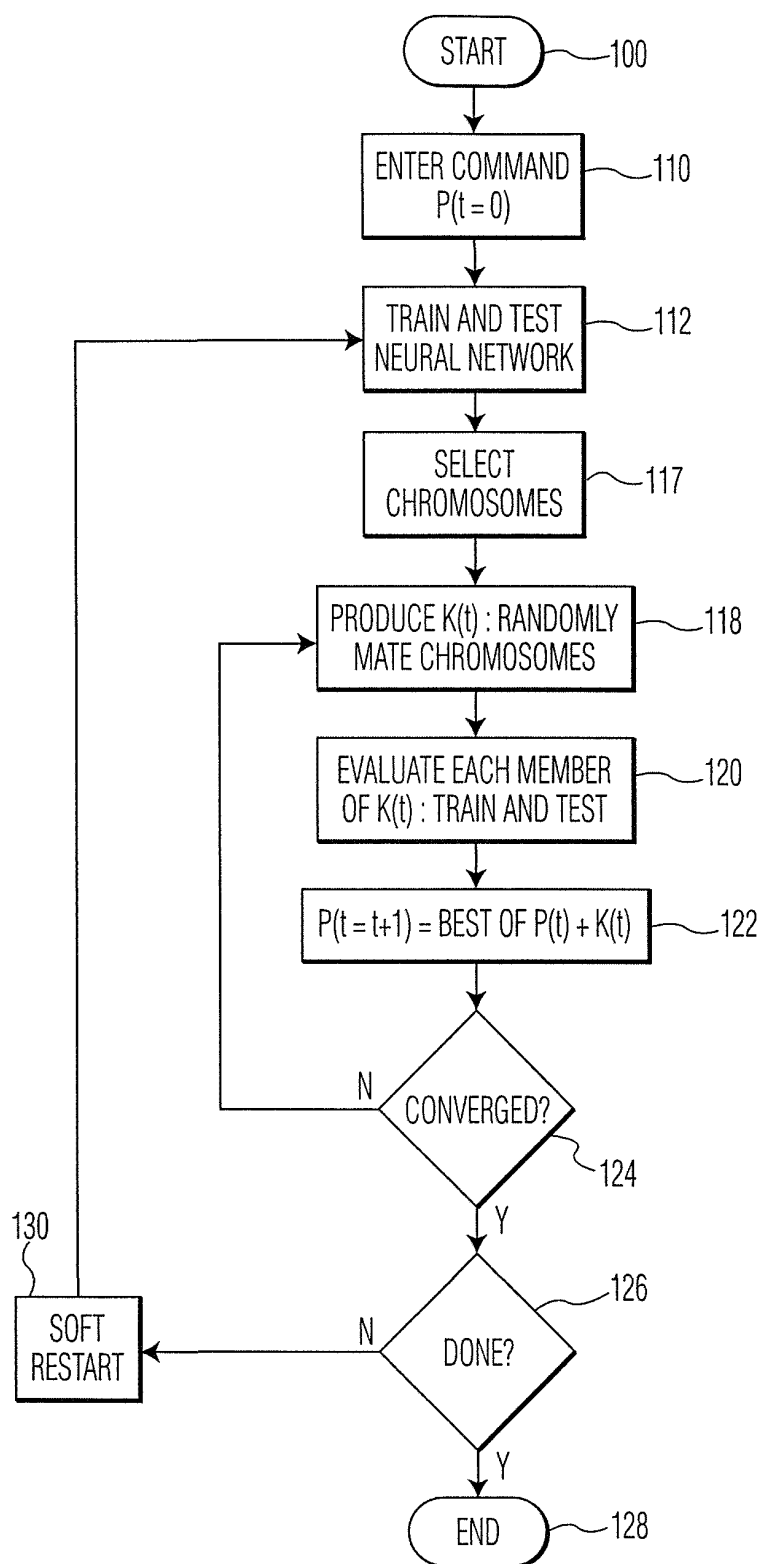 START
100
ENTER COMMAND
P(t = 0)
110
TRAIN AND TEST
NEURAL NETWORK
112
SELECT
CHROMOSOMES
117
PRODUCE K(t) : RANDOMLY
MATE CHROMOSOMES
118
EVALUATE EACH MEMBER
OF K(t) : TRAIN AND TEST
120
P(t = t+1) = BEST OF P(t) + K(t)
122
N
CONVERGED?
124
Y
130
SOFT
RESTART
N
DONE?
126
Y
END
128